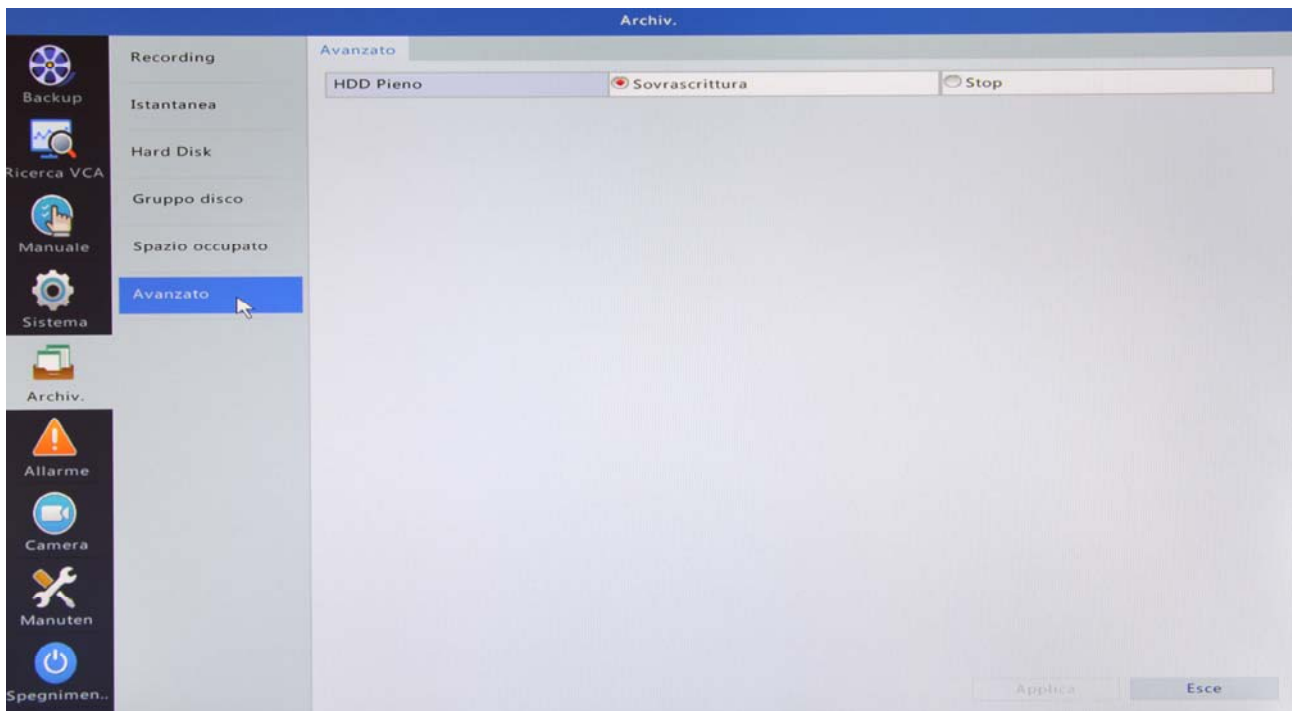 Archiv.
Backup
Ricerca VCA
Manuale
Sistema
Archiv.
Allarme
Camera
Manuten
Spegnimen..
Recording
Istantanea
Hard Disk
Gruppo disco
Spazio occupato
Avanzato
Avanzato
HDD Pieno Sovrascrittura Stop
Applica Esce